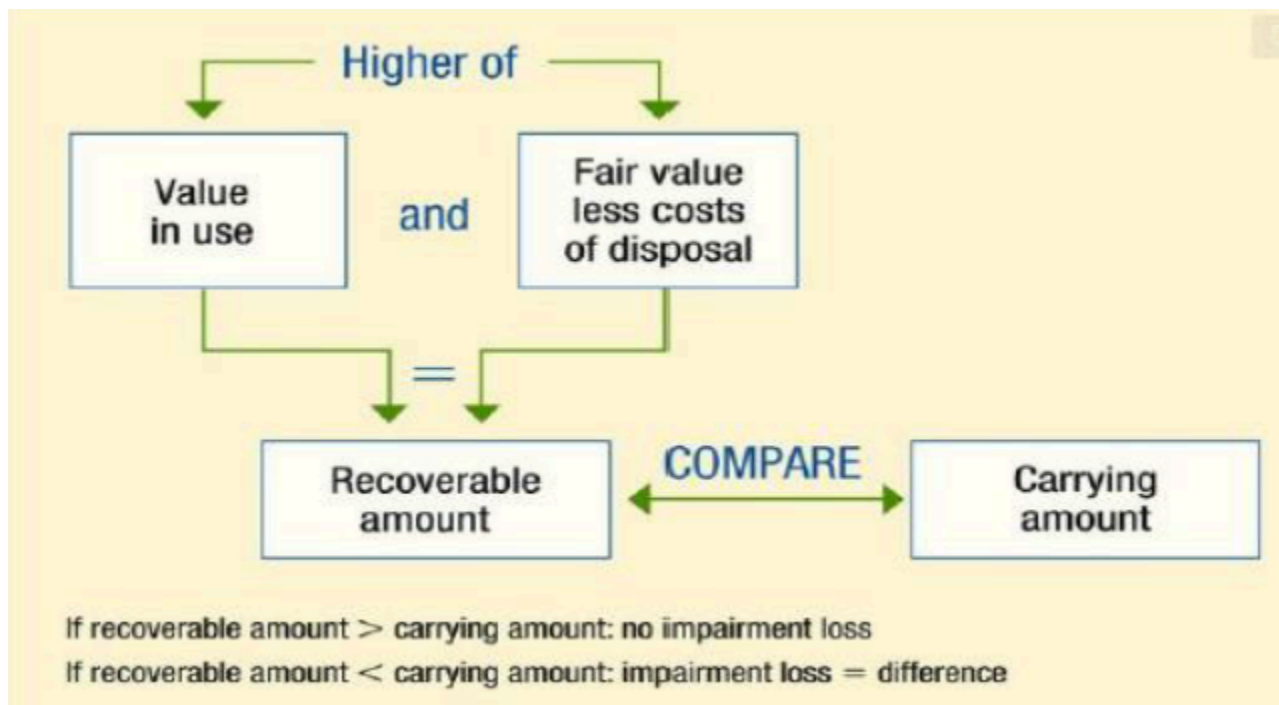 Higher of
Value
in use
and
Fair value
less costs
of disposal
=
Recoverable
amount
COMPARE
Carrying
amount
If recoverable amount > carrying amount: no impairment loss
If recoverable amount < carrying amount: impairment loss = difference